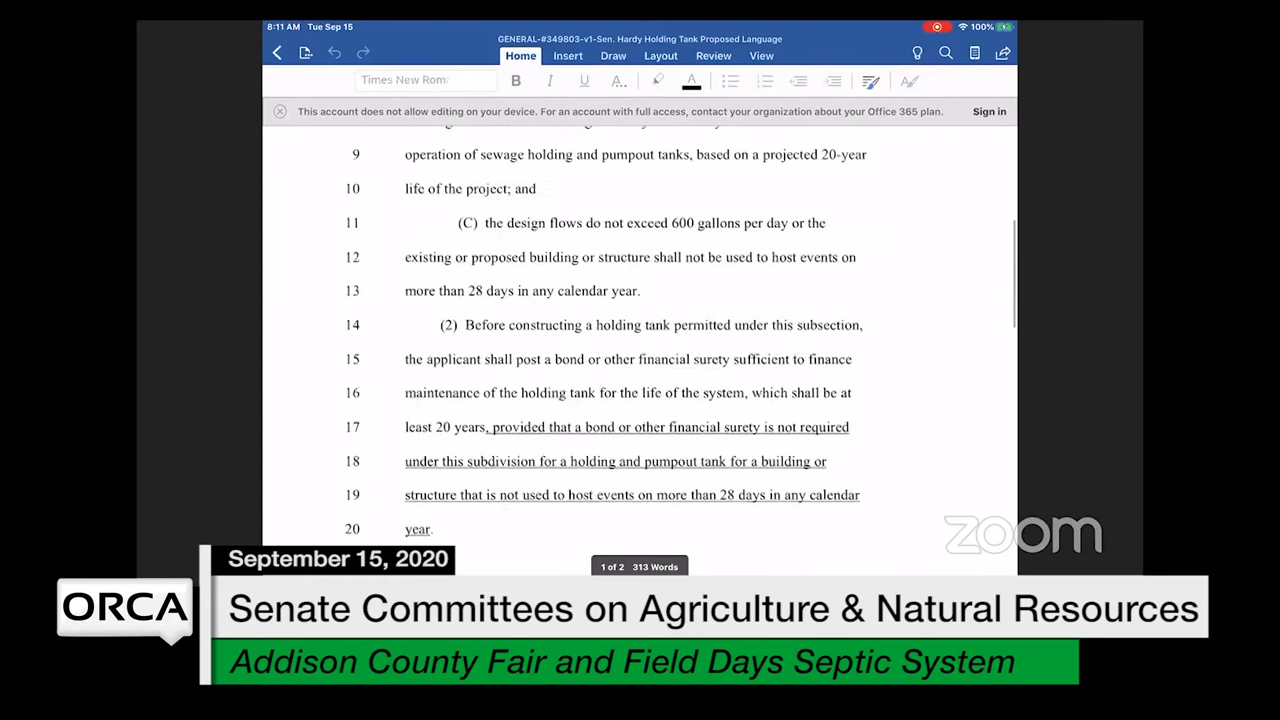 8:11 AM Tue Sep 15
100%
GENERAL-#349803-v1-Sen. Hardy Holding Tank Proposed Language
Home Insert Draw Layout Review View
Times New Rom
B I U A.. A
This account does not allow editing on your device. For an account with full access, contact your organization about your Office 365 plan. Sign in
9 operation of sewage holding and pumpout tanks, based on a projected 20-year
10 life of the project; and
11 (C) the design flows do not exceed 600 gallons per day or the
12 existing or proposed building or structure shall not be used to host events on
13 more than 28 days in any calendar year.
14 (2) Before constructing a holding tank permitted under this subsection,
15 the applicant shall post a bond or other financial surety sufficient to finance
16 maintenance of the holding tank for the life of the system, which shall be at
17 least 20 years, provided that a bond or other financial surety is not required
18 under this subdivision for a holding and pumpout tank for a building or
19 structure that is not used to host events on more than 28 days in any calendar
20 year.
zoom
1 of 2 313 Words
September 15, 2020
ORCA
Senate Committees on Agriculture & Natural Resources
Addison County Fair and Field Days Septic System